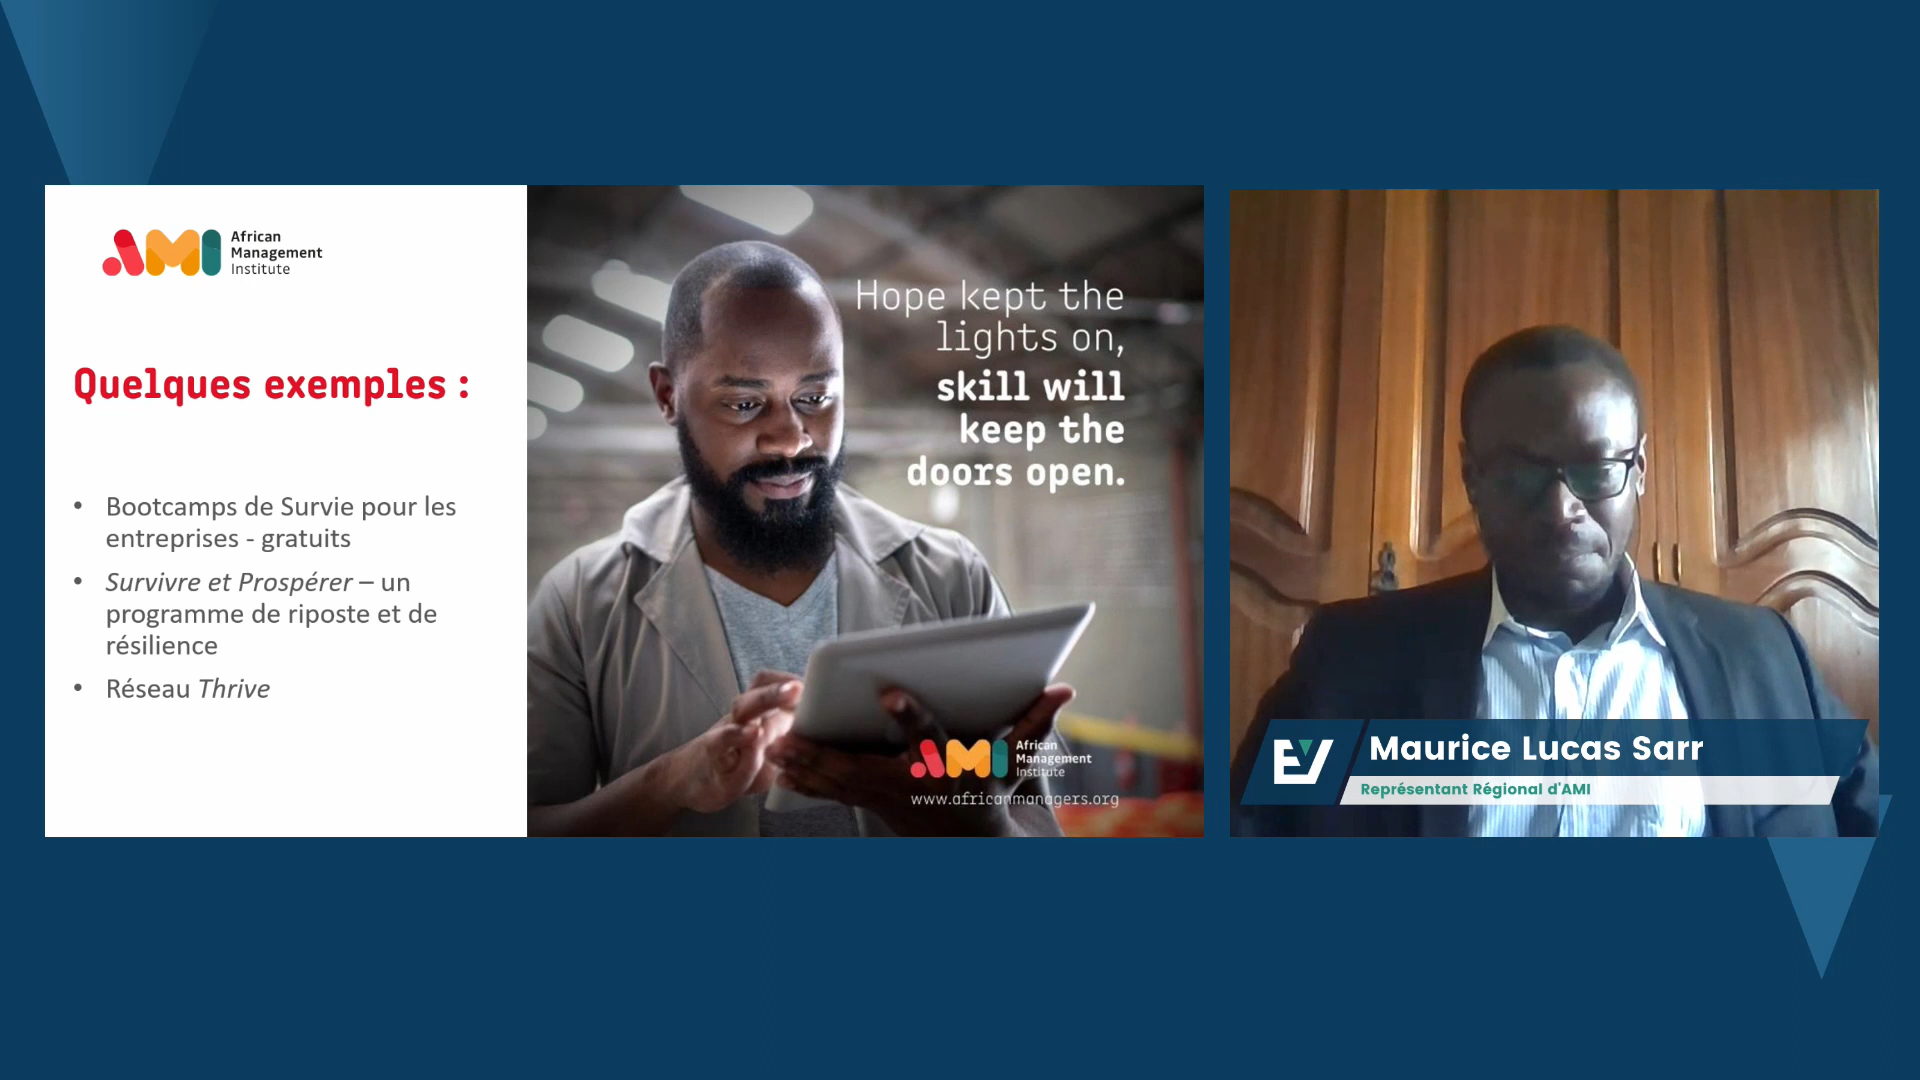 African
Management
Institute
Quelques exemples :
• Bootcamps de Survie pour les
entreprises - gratuits
• Survivre et Prospérer – un
programme de riposte et de
résilience
• Réseau Thrive
Hope kept the
lights on,
skill will
keep the
doors open.
AMI
African
Management
Institute
www.africanmanagers.org
EV
Maurice Lucas Sarr
Représentant Régional d'AMI